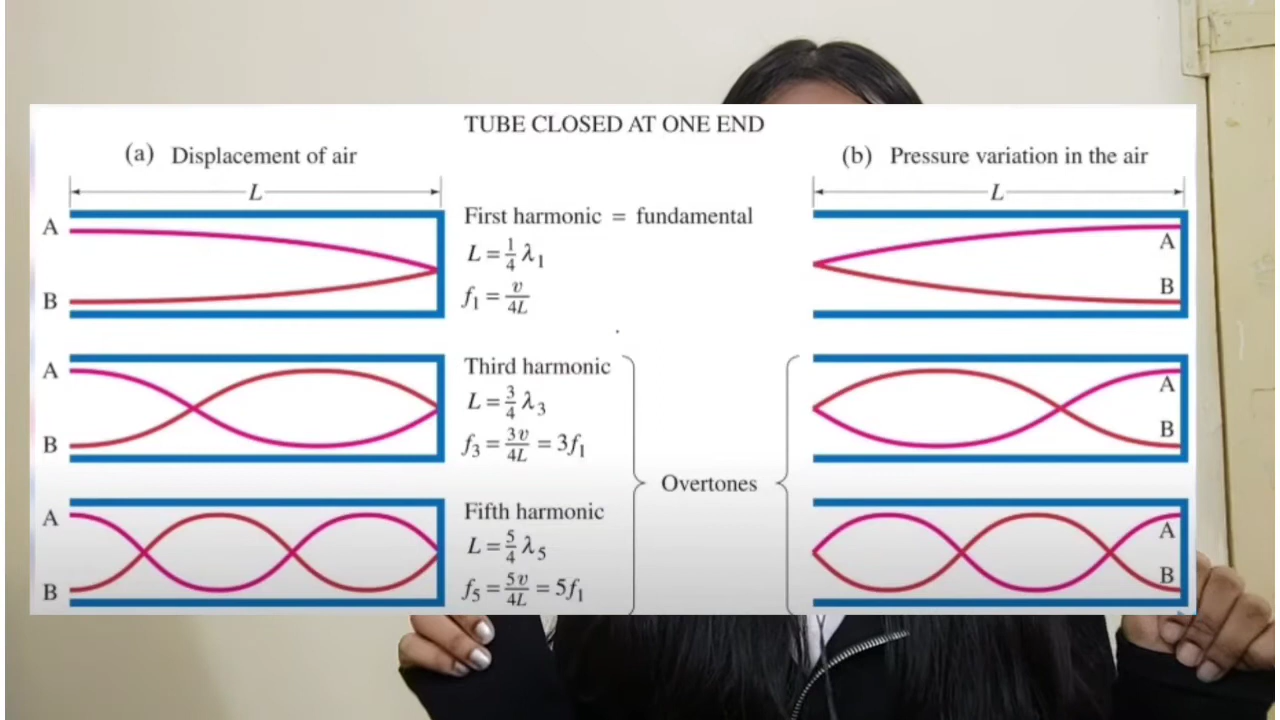 TUBE CLOSED AT ONE END
(a) Displacement of air
L
A
B
First harmonic = fundamental
L = 1/4 λ₁
f₁ = v/4L
A
B
Third harmonic
L = 3/4 λ₃
f₃ = 3v/4L = 3f₁
A
B
Fifth harmonic
L = 5/4 λ₅
f₅ = 5v/4L = 5f₁
Overtones
(b) Pressure variation in the air
L
A
B
A
B
A
B